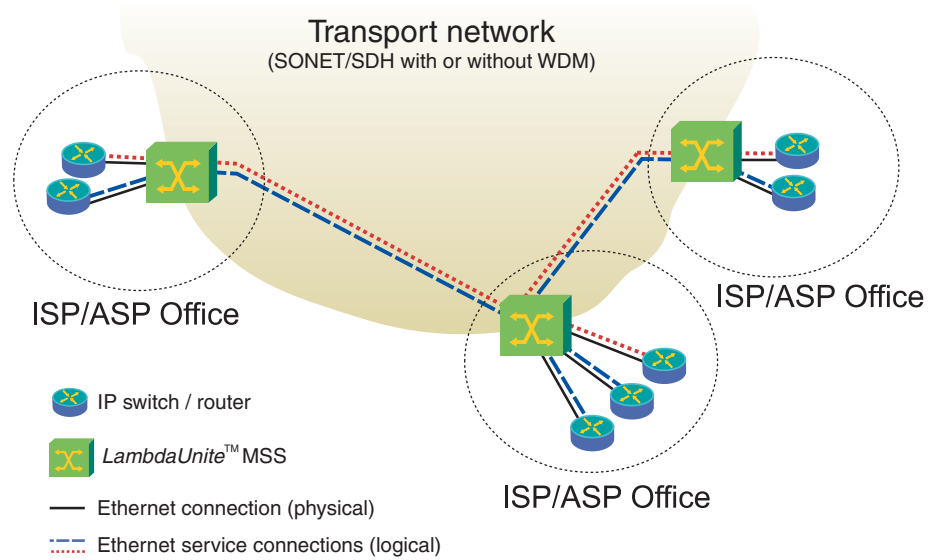 Transport network
(SONET/SDH with or without WDM)
ISP/ASP Office
ISP/ASP Office
ISP/ASP Office
IP switch / router
LambdaUnite™ MSS
Ethernet connection (physical)
Ethernet service connections (logical)